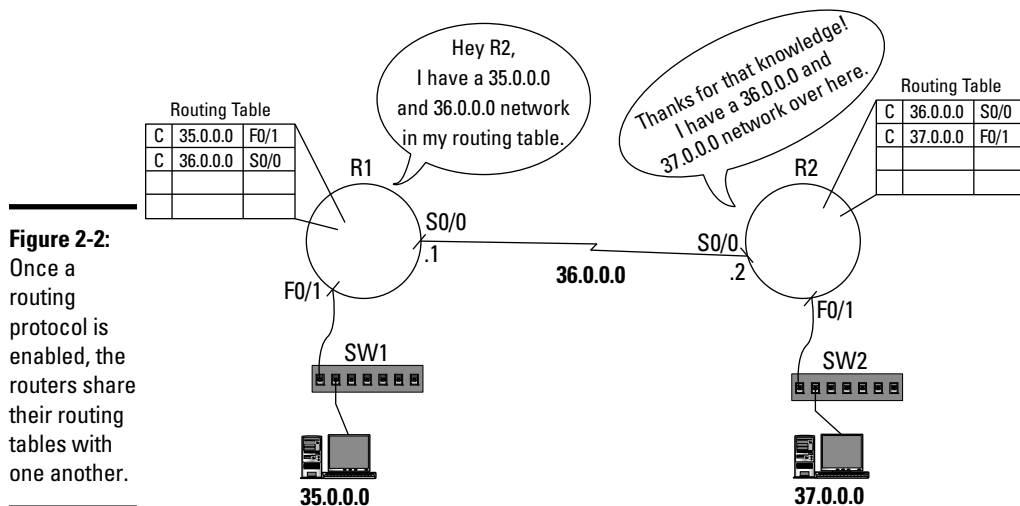 Hey R2,
I have a 35.0.0.0
and 36.0.0.0 network
in my routing table.
Thanks for that knowledge!
I have a 36.0.0.0 and
37.0.0.0 network over here.
Routing Table
C 35.0.0.0 F0/1
C 36.0.0.0 S0/0
Routing Table
C 36.0.0.0 S0/0
C 37.0.0.0 F0/1
R1
R2
S0/0
.1
S0/0
.2
36.0.0.0
F0/1
F0/1
SW1
SW2
35.0.0.0
37.0.0.0
Figure 2-2:
Once a
routing
protocol is
enabled, the
routers share
their routing
tables with
one another.